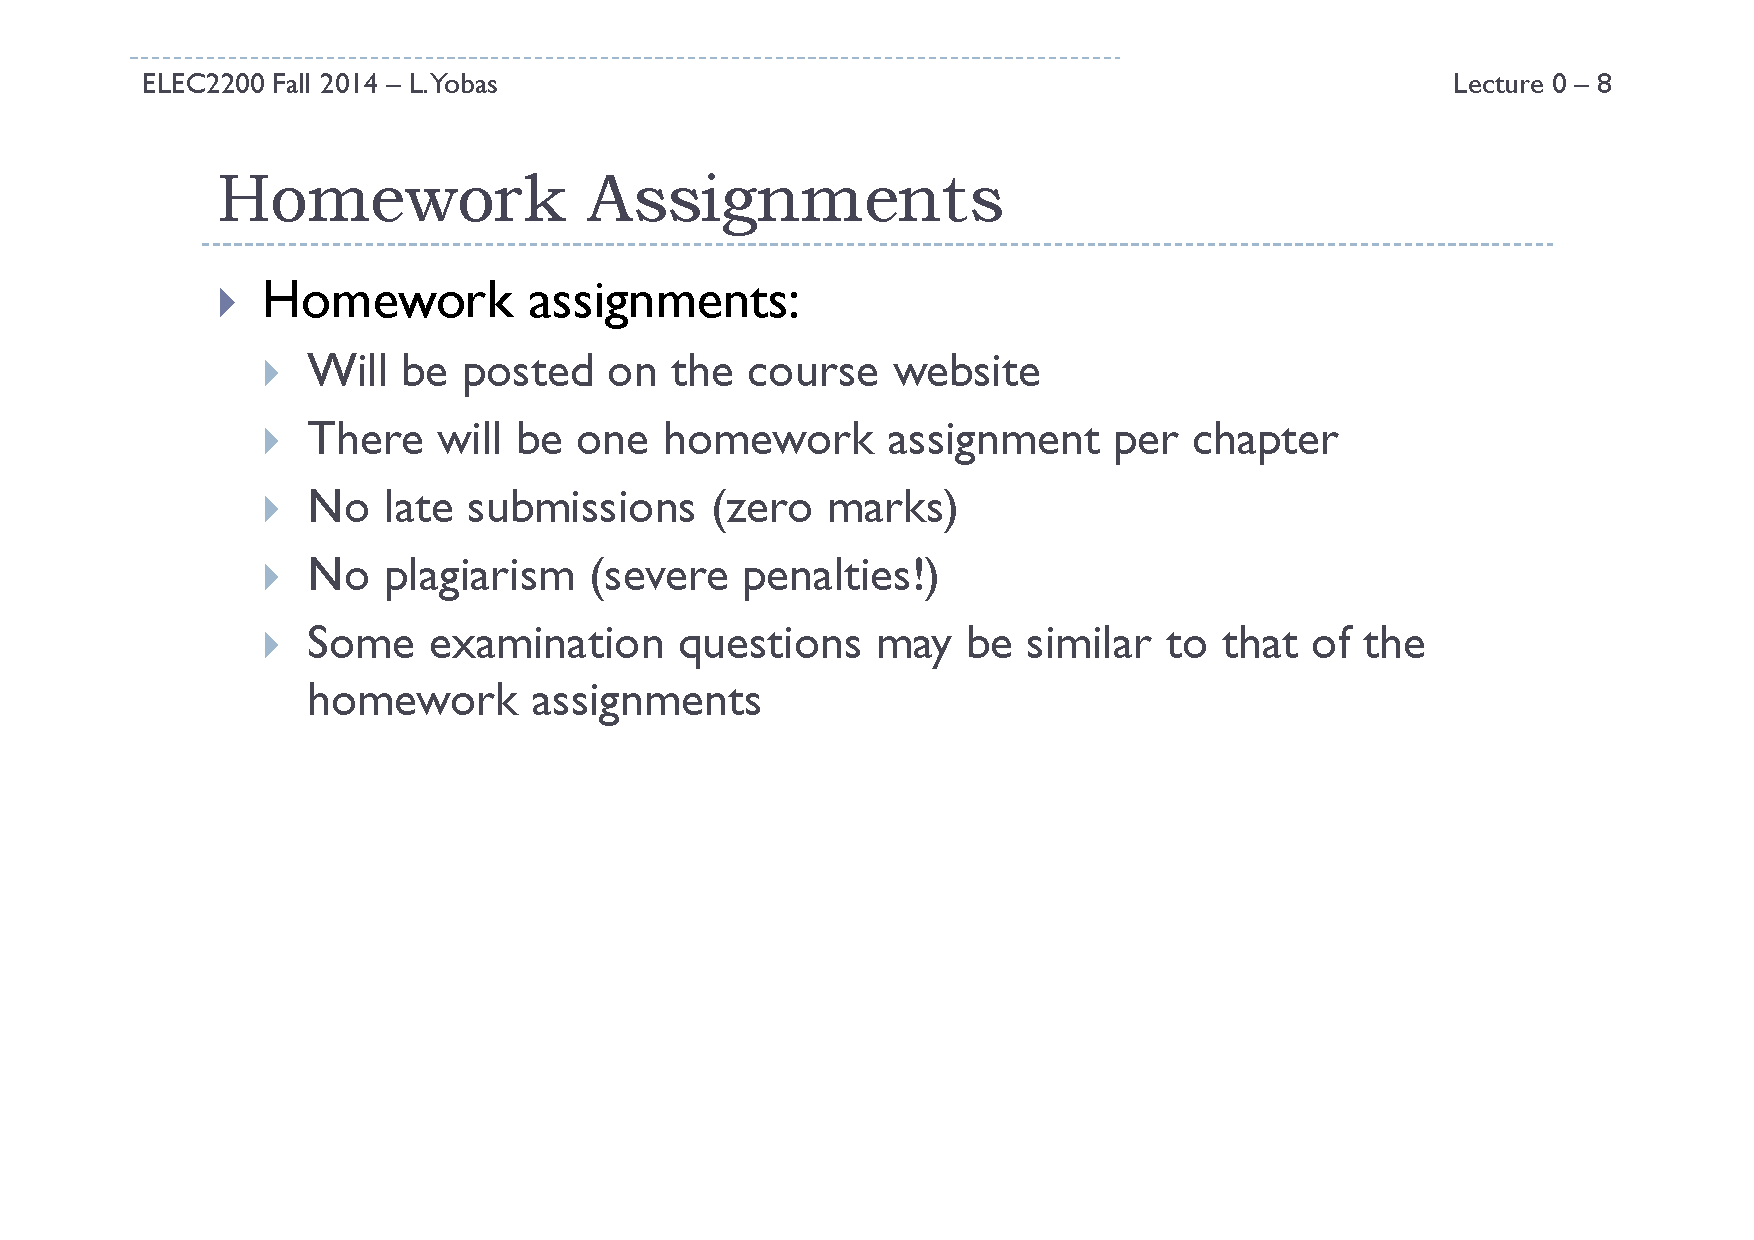 ELEC2200 Fall 2014 – L. Yobas
Lecture 0 – 8
Homework Assignments
Homework assignments:
Will be posted on the course website
There will be one homework assignment per chapter
No late submissions (zero marks)
No plagiarism (severe penalties!)
Some examination questions may be similar to that of the
homework assignments